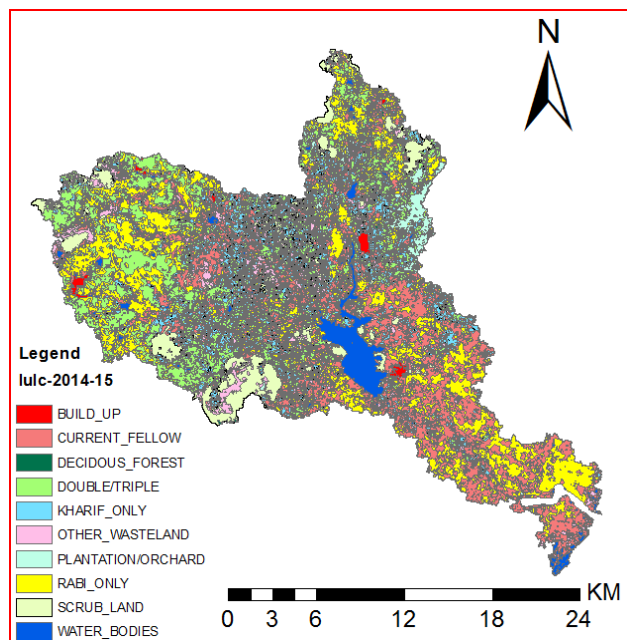 N
Legend
lulc-2014-15
BUILD_UP
CURRENT_FELLOW
DECIDOUS_FOREST
DOUBLE/TRIPLE
KHARIF_ONLY
OTHER_WASTELAND
PLANTATION/ORCHARD
RABI_ONLY
SCRUB_LAND
WATER_BODIES
KM
0 3 6 12 18 24